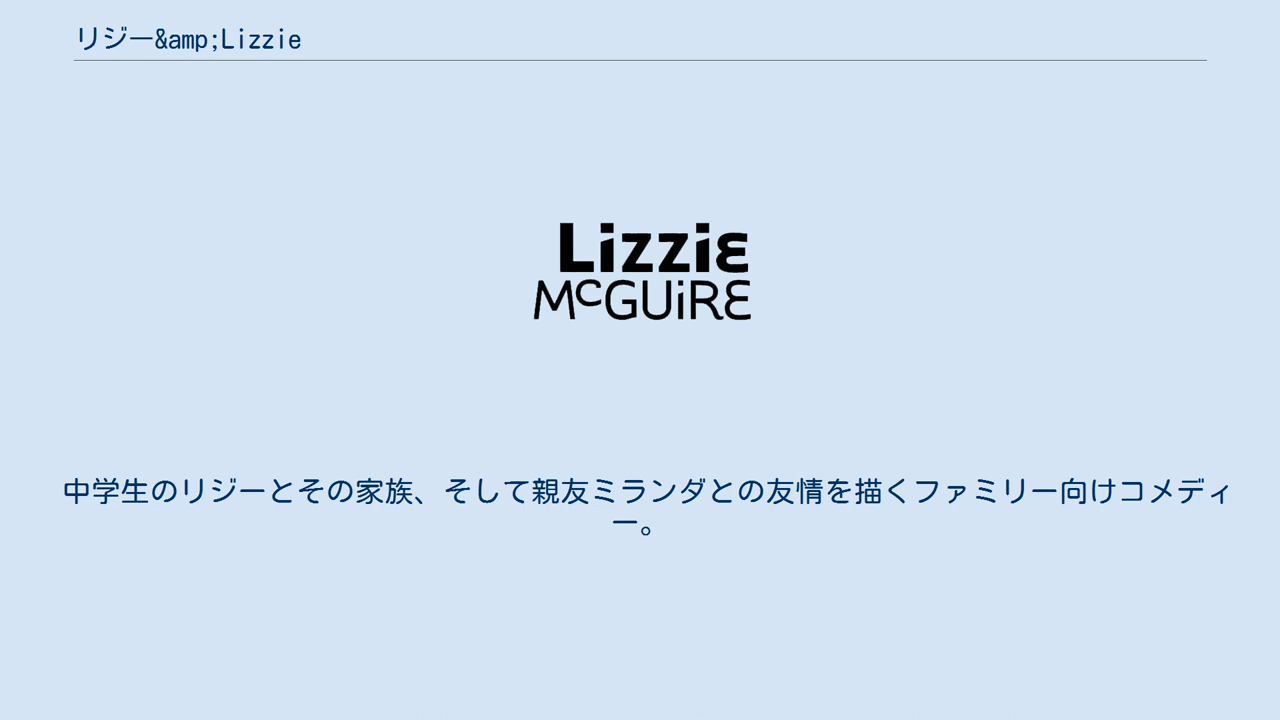 リジー&amp;Lizzie
Lizzie
McGUiRE
中学生のリジーとその家族、そして親友ミランダとの友情を描くファミリー向けコメディ
ー。